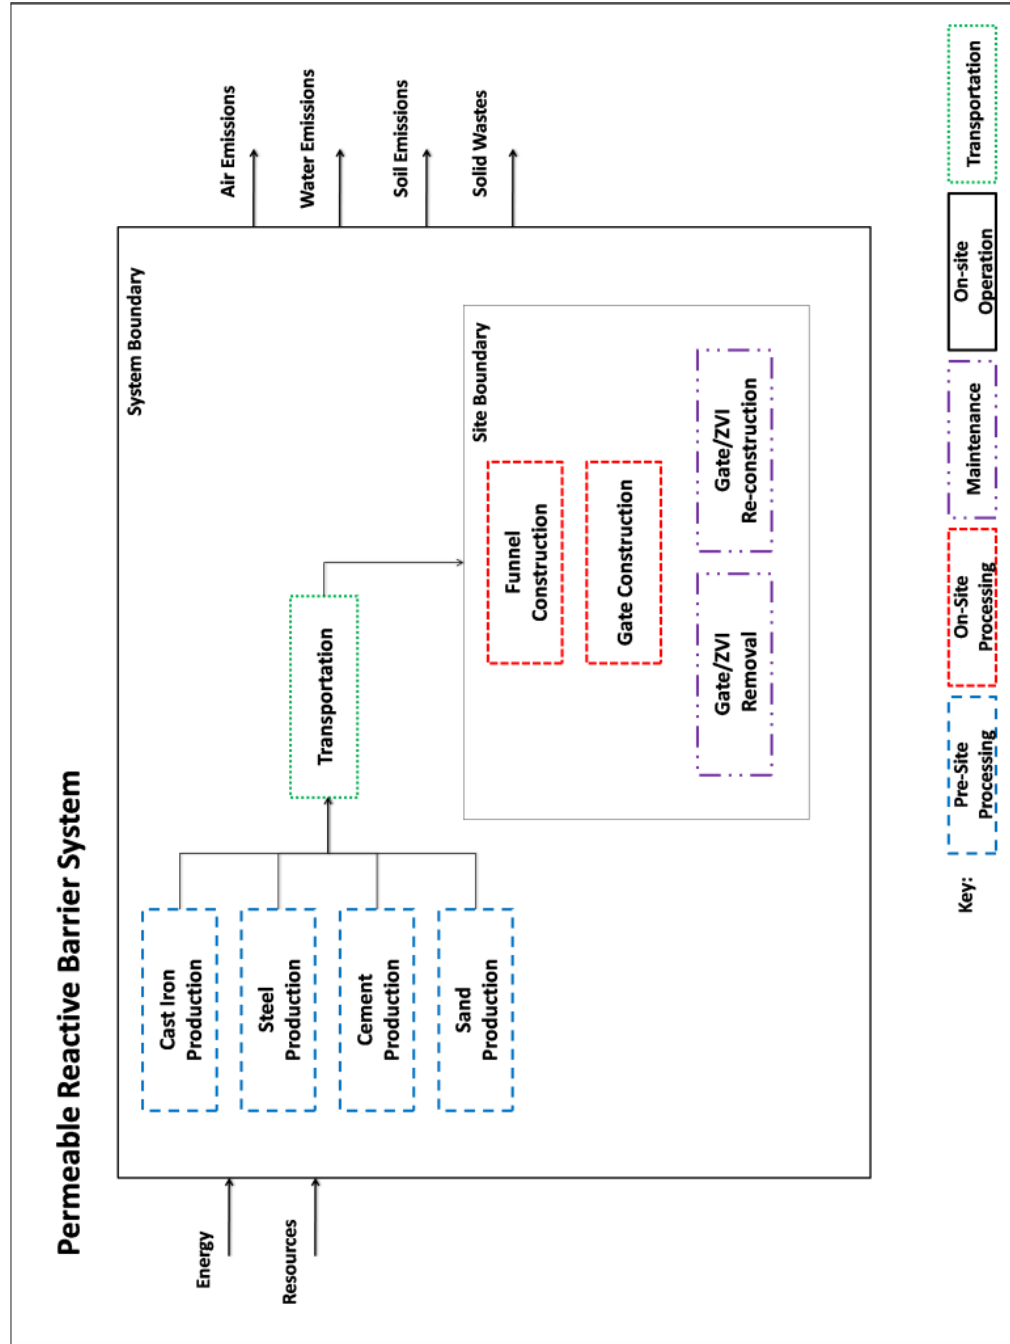 Permeable Reactive Barrier System
Energy
Resources
System Boundary
Cast Iron
Production
Steel
Production
Cement
Production
Sand
Production
Transportation
Site Boundary
Funnel
Construction
Gate Construction
Gate/ZVI
Removal
Gate/ZVI
Re-construction
Air Emissions
Water Emissions
Soil Emissions
Solid Wastes
Key:
Pre-Site
Processing
On-Site
Processing
Maintenance
On-site
Operation
Transportation